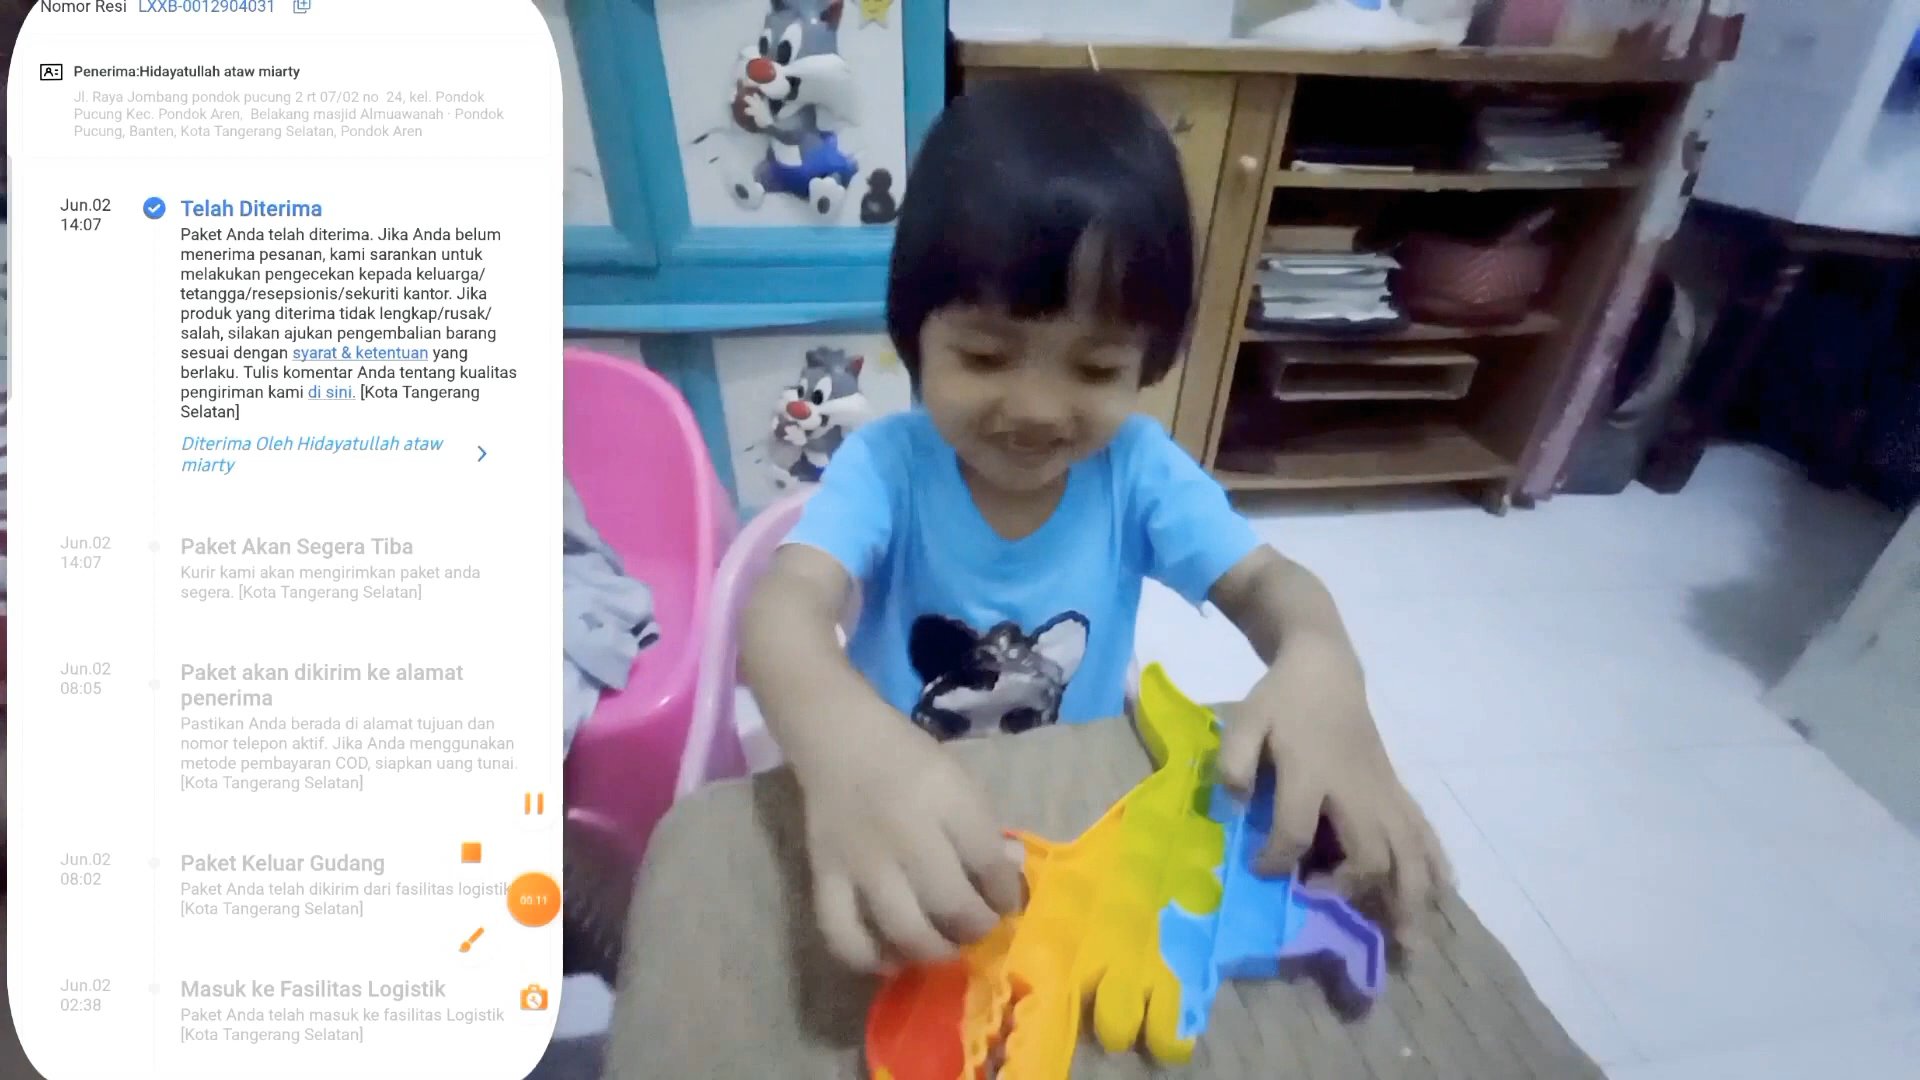 Nomor Resi LXXB-0012904031
Penerima:Hidayatullah ataw miarty
Jl. Raya Jombang pondok pucung 2 rt 07/02 no 24, kel. Pondok
Pucung Kec. Pondok Aren, Belakang masjid Almuawanah · Pondok
Pucung, Banten, Kota Tangerang Selatan, Pondok Aren
Jun.02
14:07
Telah Diterima
Paket Anda telah diterima. Jika Anda belum
menerima pesanan, kami sarankan untuk
melakukan pengecekan kepada keluarga/
tetangga/resepsionis/sekuriti kantor. Jika
produk yang diterima tidak lengkap/rusak/
salah, silakan ajukan pengembalian barang
sesuai dengan syarat & ketentuan yang
berlaku. Tulis komentar Anda tentang kualitas
pengiriman kami di sini. [Kota Tangerang
Selatan]
Diterima Oleh Hidayatullah ataw
miarty
Jun.02
14:07
Paket Akan Segera Tiba
Kurir kami akan mengirimkan paket anda
segera. [Kota Tangerang Selatan]
Jun.02
08:05
Paket akan dikirim ke alamat
penerima
Pastikan Anda berada di alamat tujuan dan
nomor telepon aktif. Jika Anda menggunakan
metode pembayaran COD, siapkan uang tunai.
[Kota Tangerang Selatan]
Jun.02
08:02
Paket Keluar Gudang
Paket Anda telah dikirim dari fasilitas logistik
[Kota Tangerang Selatan]
00:11
Jun.02
02:38
Masuk ke Fasilitas Logistik
Paket Anda telah masuk ke fasilitas Logistik
[Kota Tangerang Selatan]
8